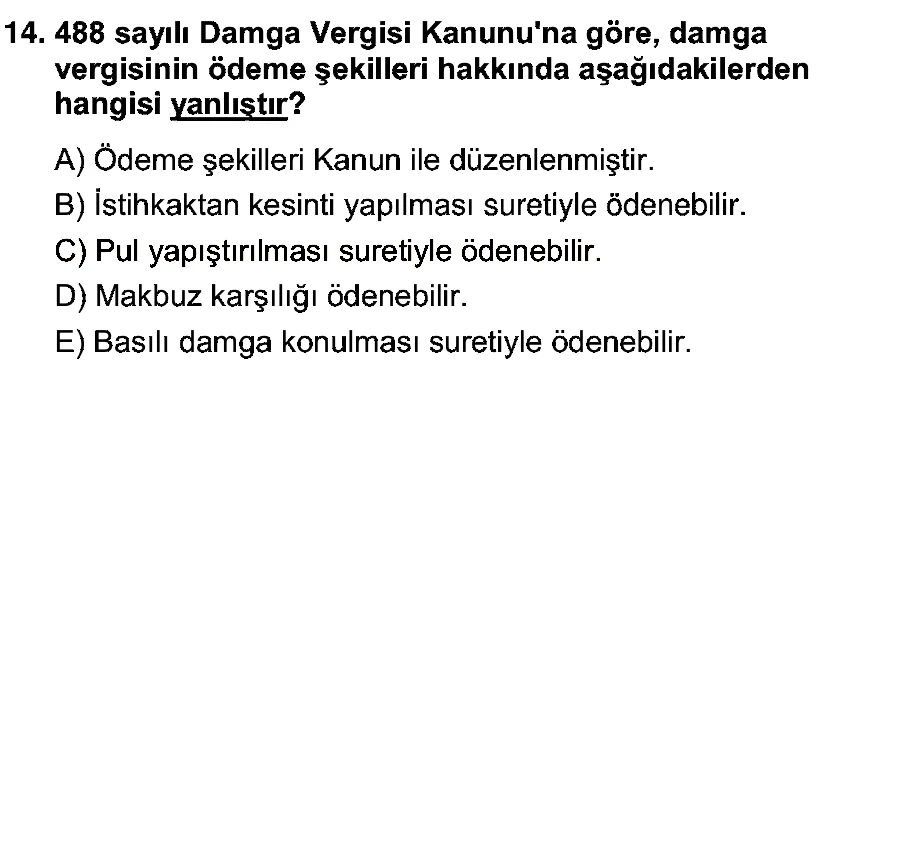 14. 488 sayılı Damga Vergisi Kanunu'na göre, damga
vergisinin ödeme şekilleri hakkında aşağıdakilerden
hangisi yanlıştır?
A) Ödeme şekilleri Kanun ile düzenlenmiştir.
B) İstihkaktan kesinti yapılması suretiyle ödenebilir.
C) Pul yapıştırılması suretiyle ödenebilir.
D) Makbuz karşılığı ödenebilir.
E) Basılı damga konulması suretiyle ödenebilir.